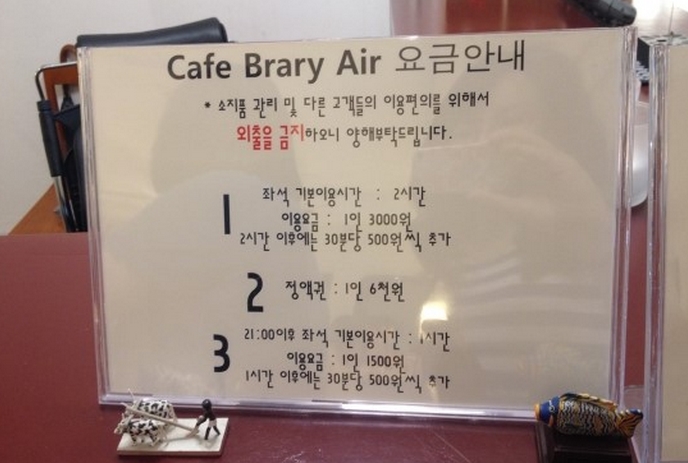 Cafe Brary Air 요금안내
* 소지품 관리 및 다른 고객들의 이용편의를 위해서
외출을 금지하오니 양해부탁드립니다.
1
좌석 기본이용시간 : 2시간
이용요금 : 1인 3000원
2시간 이후에는 30분당 500원씩 추가
2 정액권 : 1인 6천원
3
21:00이후 좌석 기본이용시간 : 1시간
이용요금 : 1인 1500원
1시간 이후에는 30분당 500원씩 추가